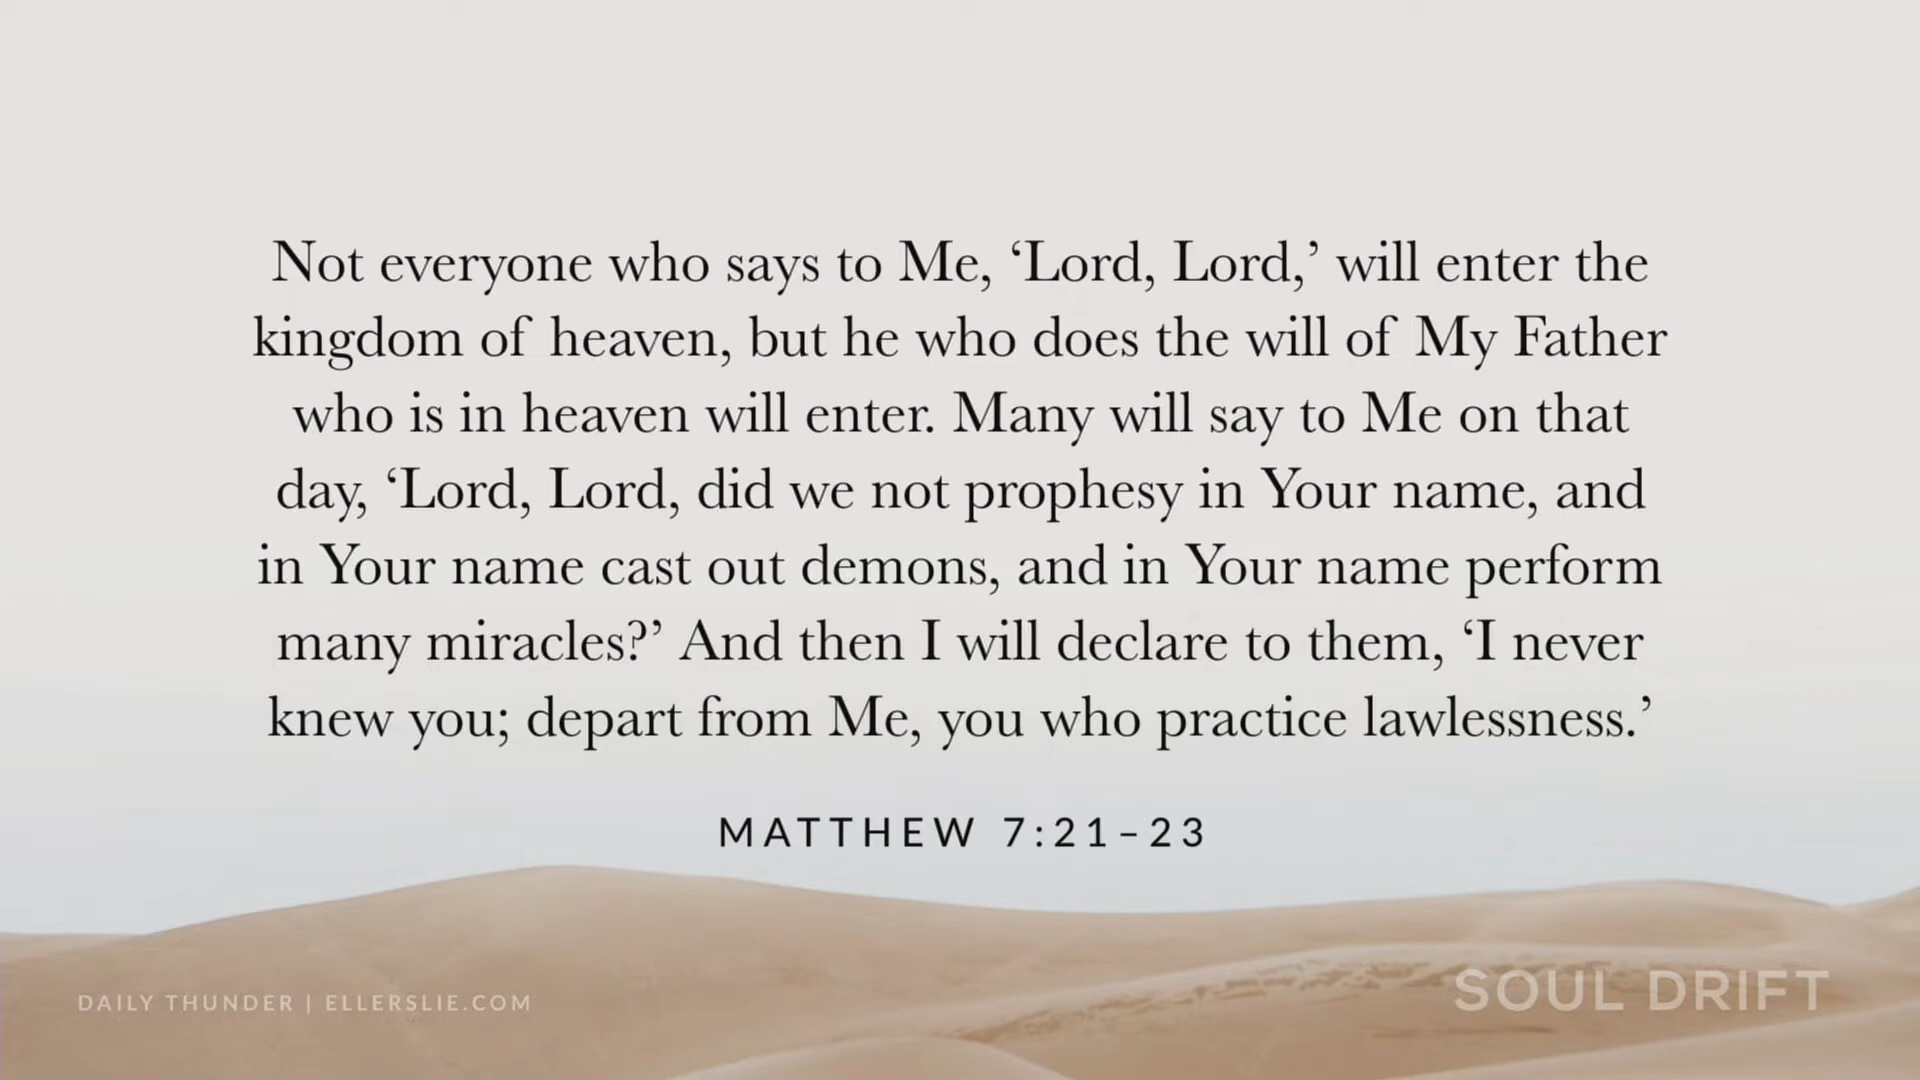 Not everyone who says to Me, ‘Lord, Lord,’ will enter the
kingdom of heaven, but he who does the will of My Father
who is in heaven will enter. Many will say to Me on that
day, ‘Lord, Lord, did we not prophesy in Your name, and
in Your name cast out demons, and in Your name perform
many miracles?’ And then I will declare to them, ‘I never
knew you; depart from Me, you who practice lawlessness.’
MATTHEW 7:21–23
DAILY THUNDER | ELLERSLIE.COM
SOUL DRIFT